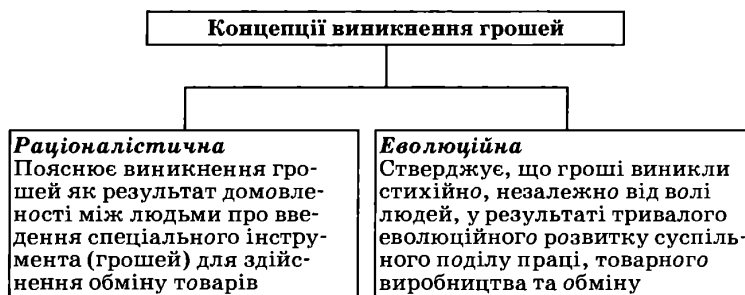 Концепції виникнення грошей
Раціоналістична
Пояснює виникнення гро-
шей як результат домовле-
ності між людьми про вве-
дення спеціального інстру-
мента (грошей) для здійс-
нення обміну товарів
Еволюційна
Стверджує, що гроші виникли
стихійно, незалежно від волі
людей, у результаті тривалого
еволюційного розвитку суспіль-
ного поділу праці, товарного
виробництва та обміну